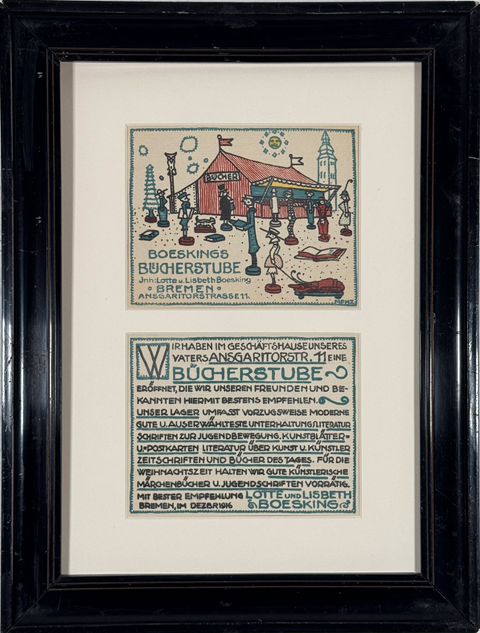 BÜCHER
BOESKINGS
BÜCHERSTUBE
Jnh: Lotte u. Lisbeth Boesking
BREMEN
ANSGARITORSTRASSE 11.
MENZ
WIR HABEN IM GESCHÄFTSHAUSE UNSERES
VATERS ANSGARITORSTR. 11 EINE
BÜCHERSTUBE
ERÖFFNET, DIE WIR UNSEREN FREUNDEN UND BE-
KANNTEN HIERMIT BESTENS EMPFEHLEN.
UNSER LAGER UMFASST VORZUGSWEISE MODERNE
GUTE U. AUSERWÄHLTESTE UNTERHALTUNGSLITERATUR
SCHRIFTEN ZUR JUGENDBEWEGUNG, KUNSTBLÄTTER-
U.-POSTKARTEN LITERATUR ÜBER KUNST U. KÜNSTLER
ZEITSCHRIFTEN UND BÜCHER DES TAGES. FÜR DIE
WEIHNACHTSZEIT HALTEN WIR GUTE KÜNSTLERISCHE
MÄRCHENBÜCHER U. JUGENDSCHRIFTEN VORRÄTIG.
MIT BESTER EMPFEHLUNG LOTTE UND LISBETH
BREMEN, IM DEZBR 1916 BOESKING